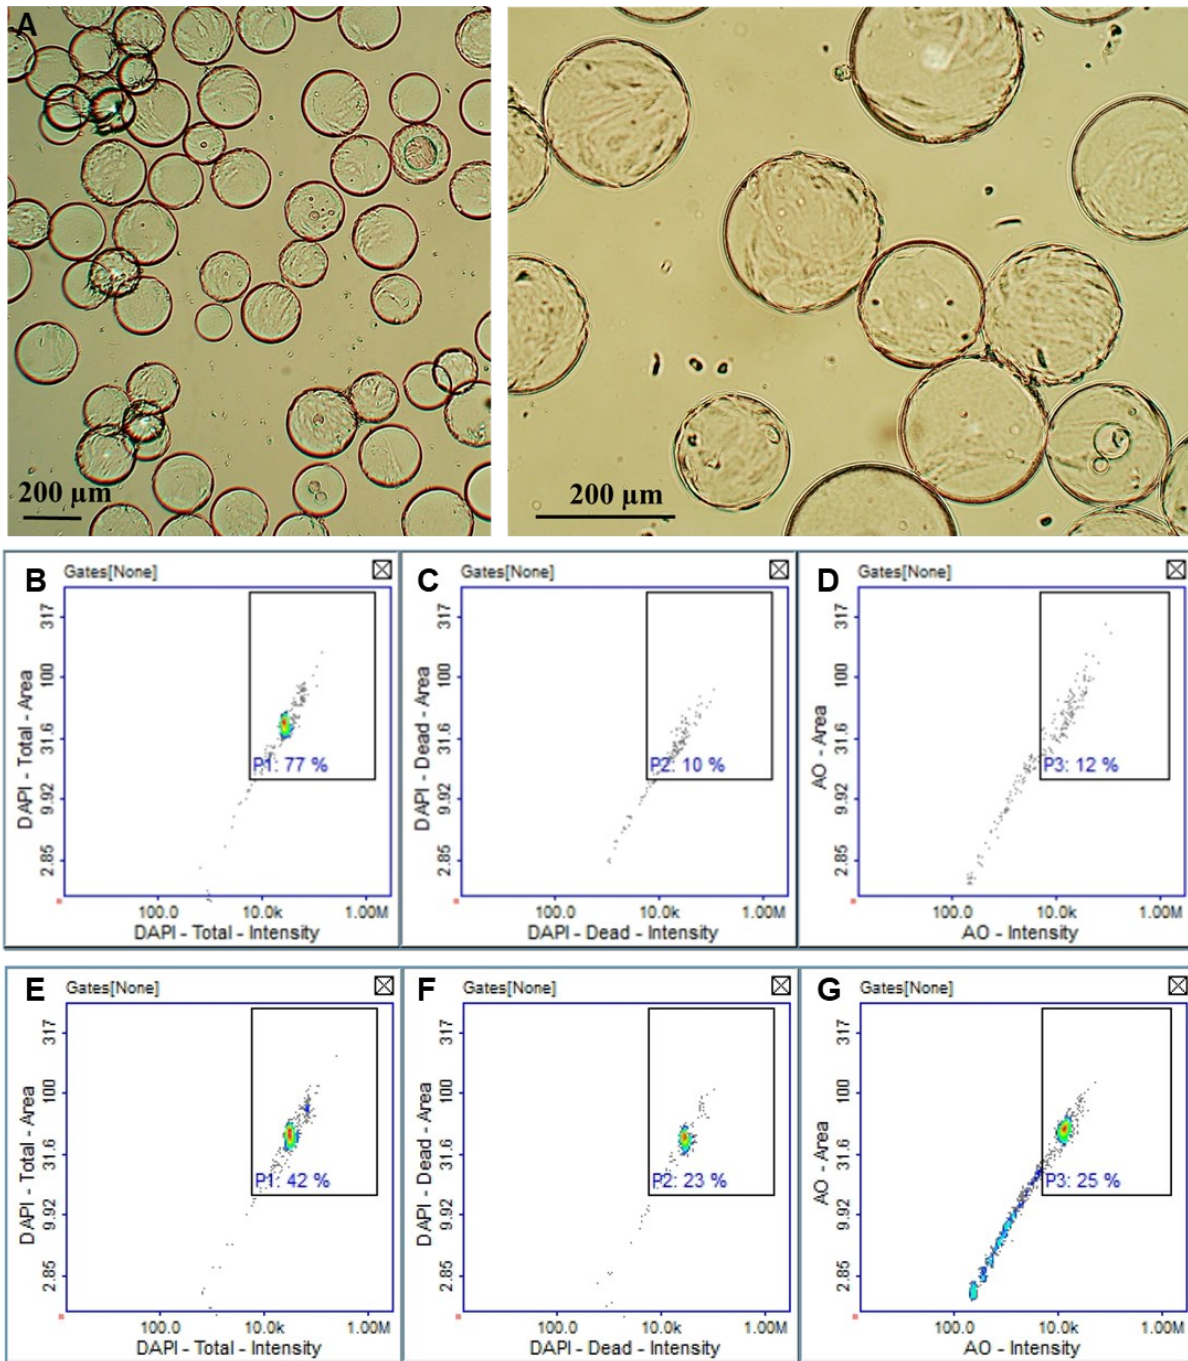 A
200 µm
200 µm
B
Gates[None]
317
100
31.6
9.92
2.85
DAPI - Total - Area
P1: 77 %
100.0 10.0k 1.00M
DAPI - Total - Intensity
C
Gates[None]
317
100
31.6
9.92
2.85
DAPI - Dead - Area
P2: 10 %
100.0 10.0k 1.00M
DAPI - Dead - Intensity
D
Gates[None]
317
100
31.6
9.92
2.85
AO - Area
P3: 12 %
100.0 10.0k 1.00M
AO - Intensity
E
Gates[None]
317
100
31.6
9.92
2.85
DAPI - Total - Area
P1: 42 %
100.0 10.0k 1.00M
DAPI - Total - Intensity
F
Gates[None]
317
100
31.6
9.92
2.85
DAPI - Dead - Area
P2: 23 %
100.0 10.0k 1.00M
DAPI - Dead - Intensity
G
Gates[None]
317
100
31.6
9.92
2.85
AO - Area
P3: 25 %
100.0 10.0k 1.00M
AO - Intensity